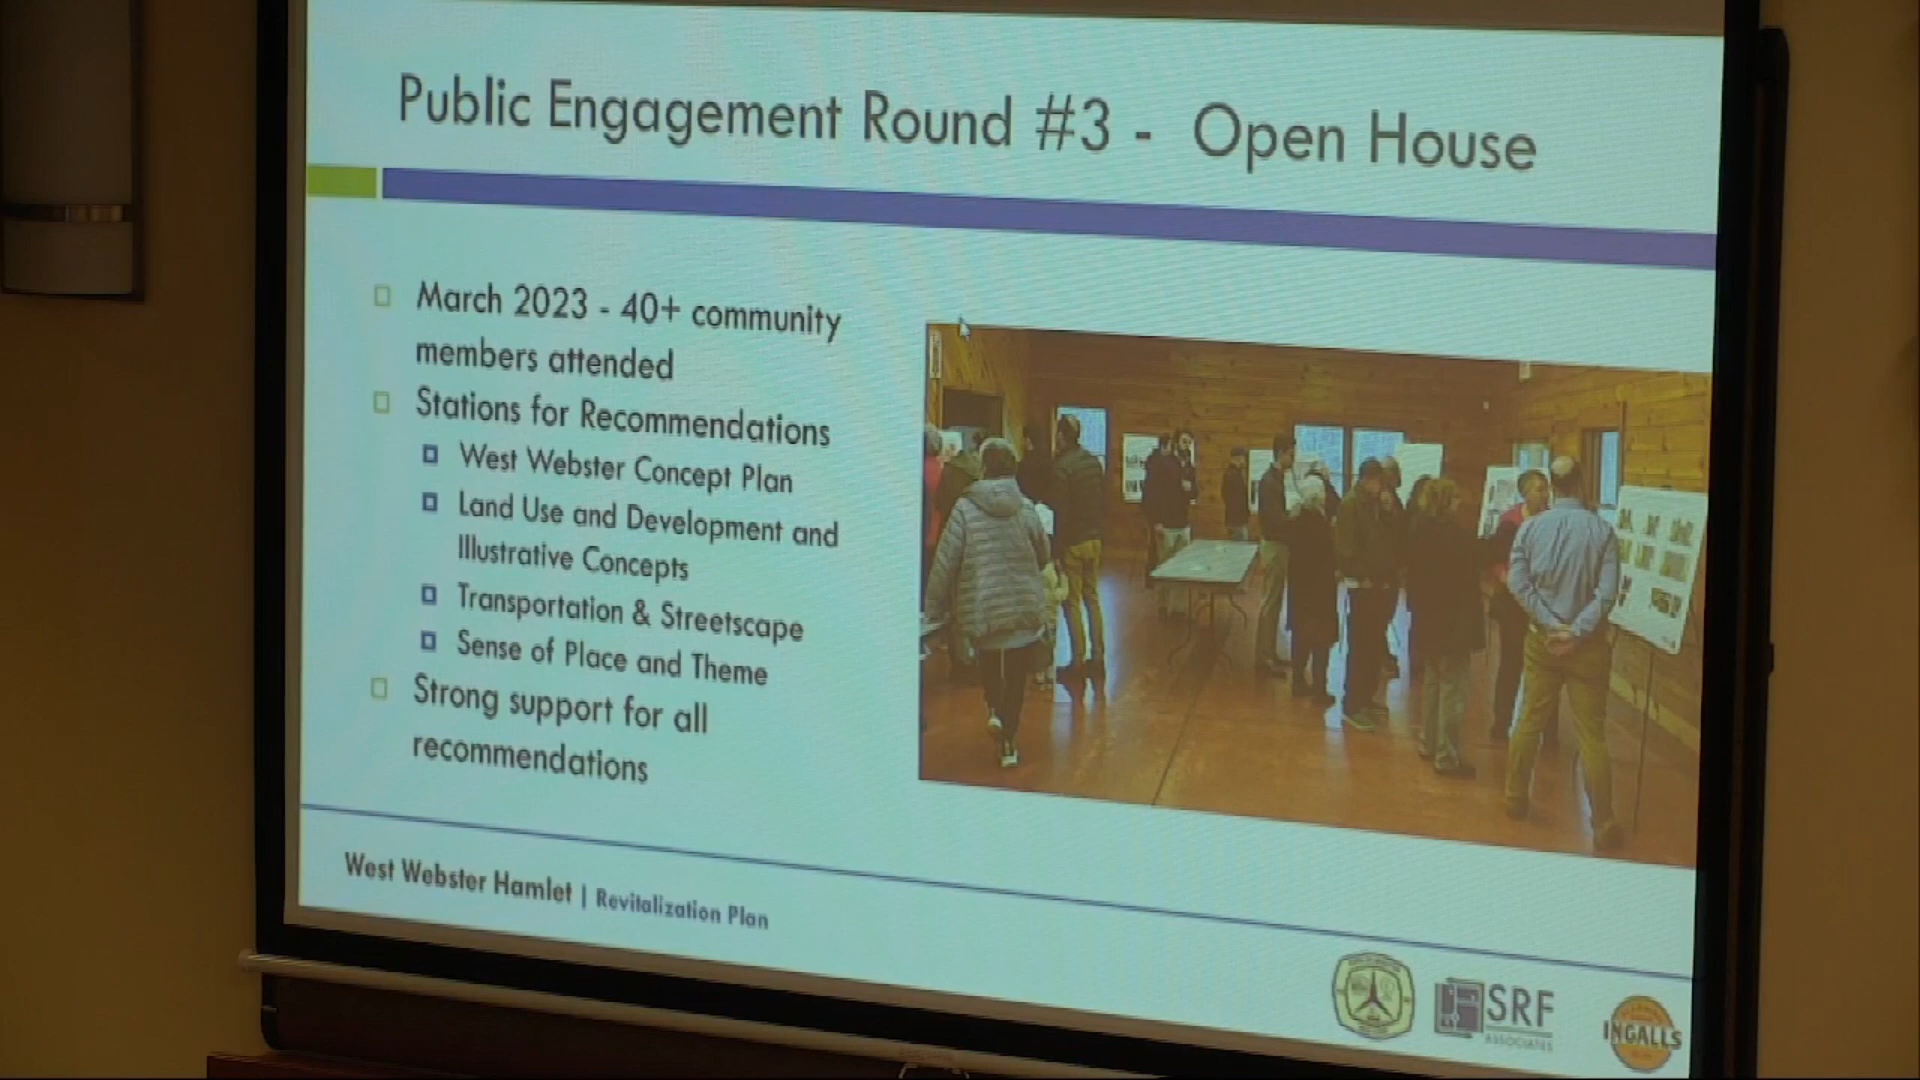 Public Engagement Round #3 - Open House
March 2023 - 40+ community
members attended
Stations for Recommendations
West Webster Concept Plan
Land Use and Development and
Illustrative Concepts
Transportation & Streetscape
Sense of Place and Theme
Strong support for all
recommendations
West Webster Hamlet | Revitalization Plan
SRF
ASSOCIATES
INGALLS